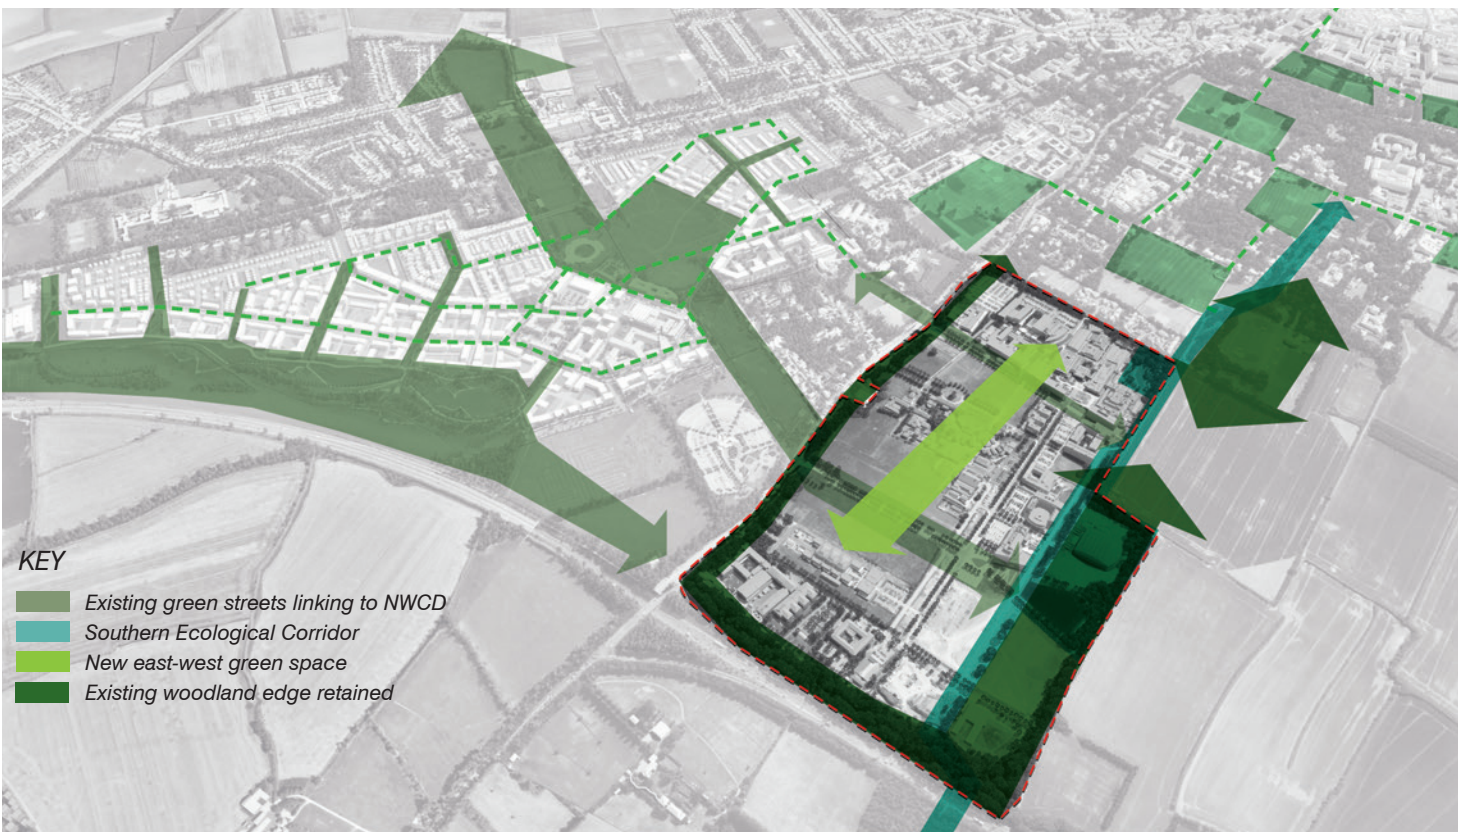 KEY
Existing green streets linking to NWCD
Southern Ecological Corridor
New east-west green space
Existing woodland edge retained